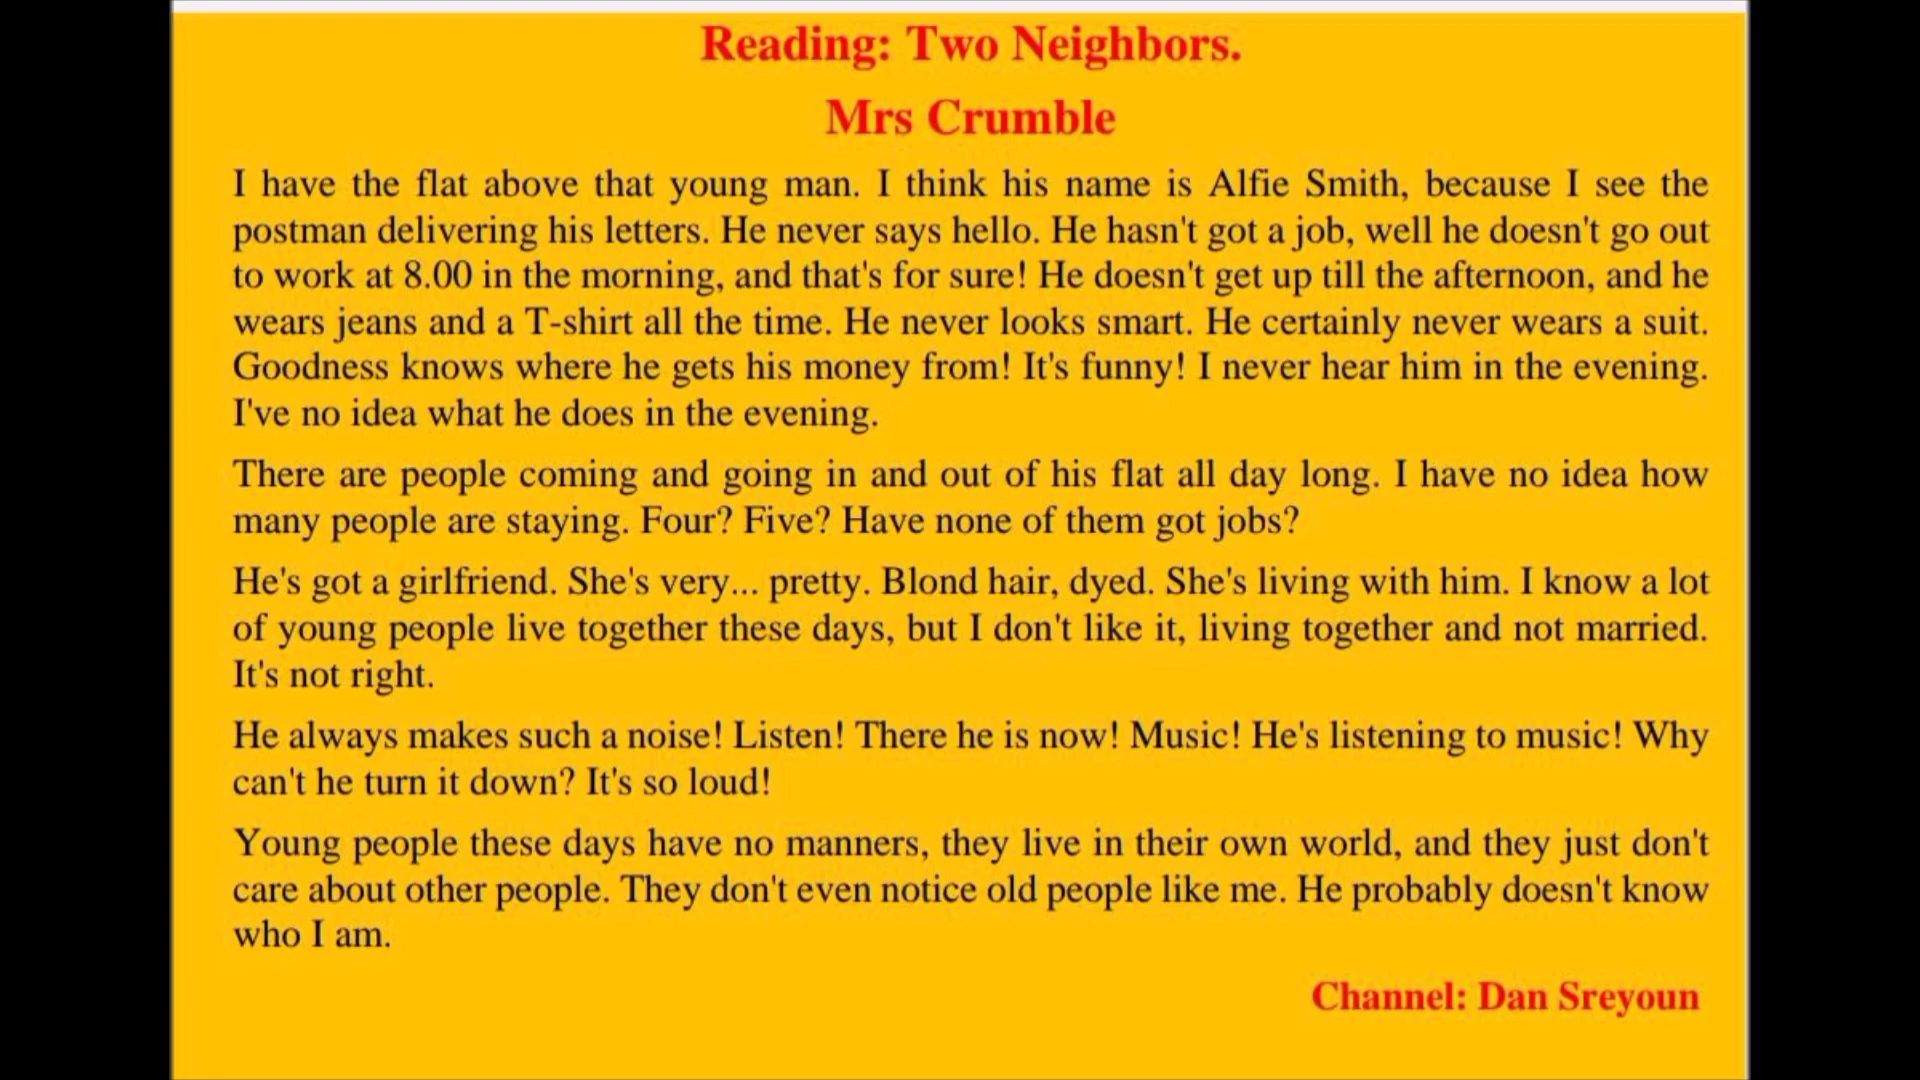 Reading: Two Neighbors.
Mrs Crumble
I have the flat above that young man. I think his name is Alfie Smith, because I see the
postman delivering his letters. He never says hello. He hasn't got a job, well he doesn't go out
to work at 8.00 in the morning, and that's for sure! He doesn't get up till the afternoon, and he
wears jeans and a T-shirt all the time. He never looks smart. He certainly never wears a suit.
Goodness knows where he gets his money from! It's funny! I never hear him in the evening.
I've no idea what he does in the evening.
There are people coming and going in and out of his flat all day long. I have no idea how
many people are staying. Four? Five? Have none of them got jobs?
He's got a girlfriend. She's very... pretty. Blond hair, dyed. She's living with him. I know a lot
of young people live together these days, but I don't like it, living together and not married.
It's not right.
He always makes such a noise! Listen! There he is now! Music! He's listening to music! Why
can't he turn it down? It's so loud!
Young people these days have no manners, they live in their own world, and they just don't
care about other people. They don't even notice old people like me. He probably doesn't know
who I am.
Channel: Dan Sreyoun